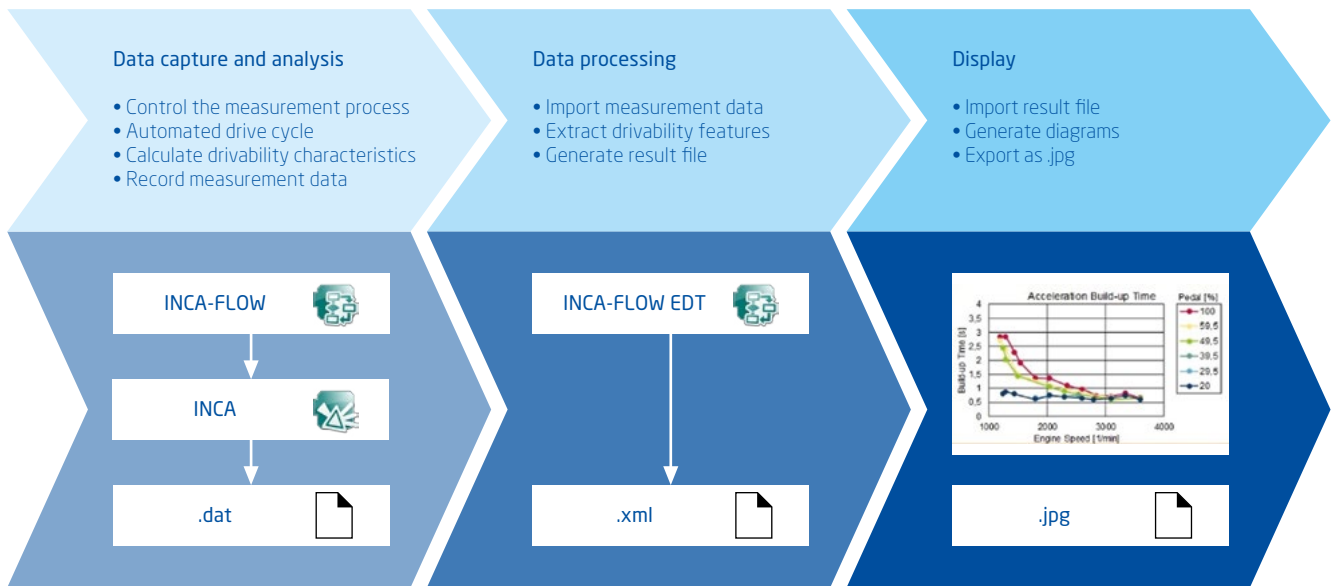 Data capture and analysis
• Control the measurement process
• Automated drive cycle
• Calculate drivability characteristics
• Record measurement data
Data processing
• Import measurement data
• Extract drivability features
• Generate result file
Display
• Import result file
• Generate diagrams
• Export as .jpg
INCA-FLOW
INCA
.dat
INCA-FLOW EDT
.xml
Acceleration Build-up Time
Pedal [%]
100
59,5
49,5
39,5
29,5
20
Build-up Time [s]
4
3,5
3
2,5
2
1,5
1
0,5
0
1000 2000 3000 4000
Engine Speed [1/min]
.jpg